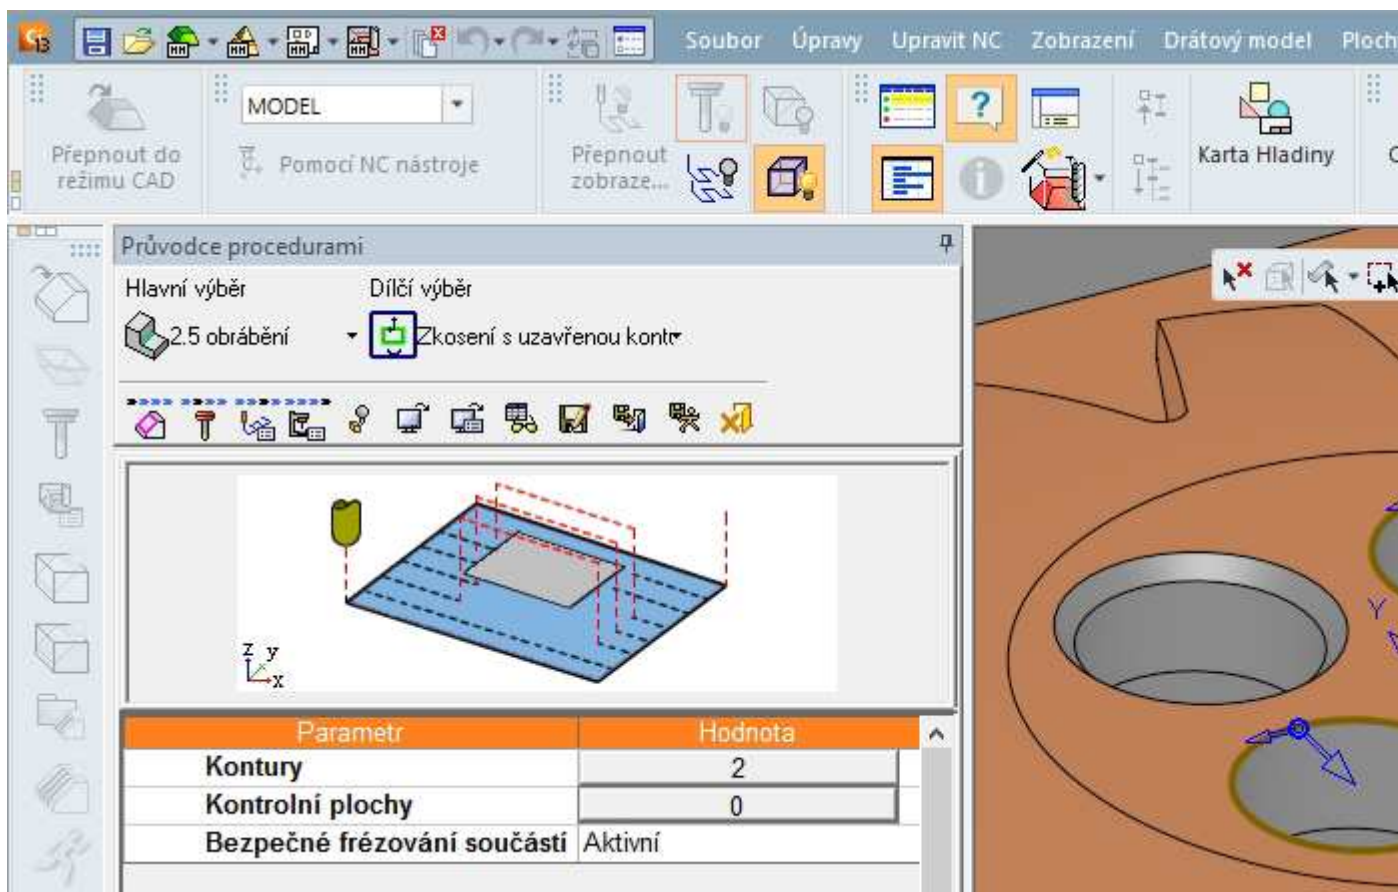 13
Soubor Úpravy Upravit NC Zobrazení Drátový model Ploch
MODEL
Přepnout do
režimu CAD
Pomocí NC nástroje
Přepnout
zobraze...
Karta Hladiny
Průvodce procedurami
Hlavní výběr Dílčí výběr
2.5 obrábění Zkosení s uzavřenou kontr
z y
x
Y
Parametr Hodnota
Kontury 2
Kontrolní plochy 0
Bezpečné frézování součástí Aktivní